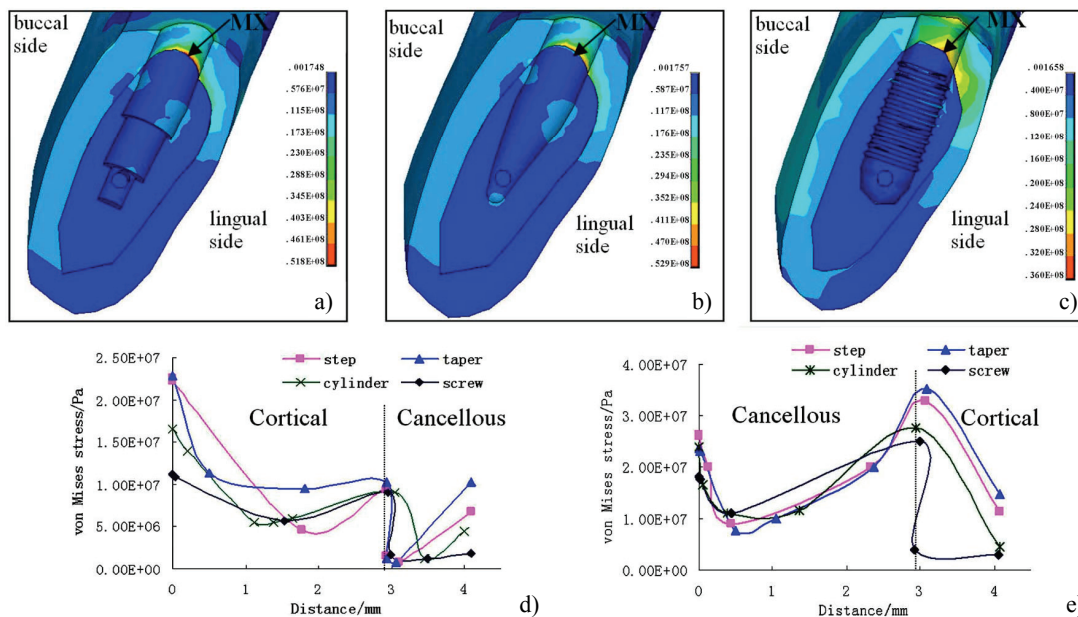 buccal
side
MX
.001748
.576E+07
.115E+08
.173E+08
.230E+08
.288E+08
.345E+08
.403E+08
.461E+08
.518E+08
lingual
side
a)
buccal
side
MX
.001757
.587E+07
.117E+08
.176E+08
.235E+08
.294E+08
.352E+08
.411E+08
.470E+08
.529E+08
lingual
side
b)
buccal
side
MX
.001658
.400E+07
.800E+07
.120E+08
.160E+08
.200E+08
.240E+08
.280E+08
.320E+08
.360E+08
lingual
side
c)
step
taper
cylinder
screw
von Mises stress/Pa
2.50E+07
2.00E+07
1.50E+07
1.00E+07
5.00E+06
0.00E+00
Cortical
Cancellous
0 1 2 3 4 5
Distance/mm
d)
step
taper
cylinder
screw
von Mises stress/Pa
4.00E+07
3.00E+07
2.00E+07
1.00E+07
0.00E+00
Cancellous
Cortical
0 1 2 3 4 5
Distance/mm
e)